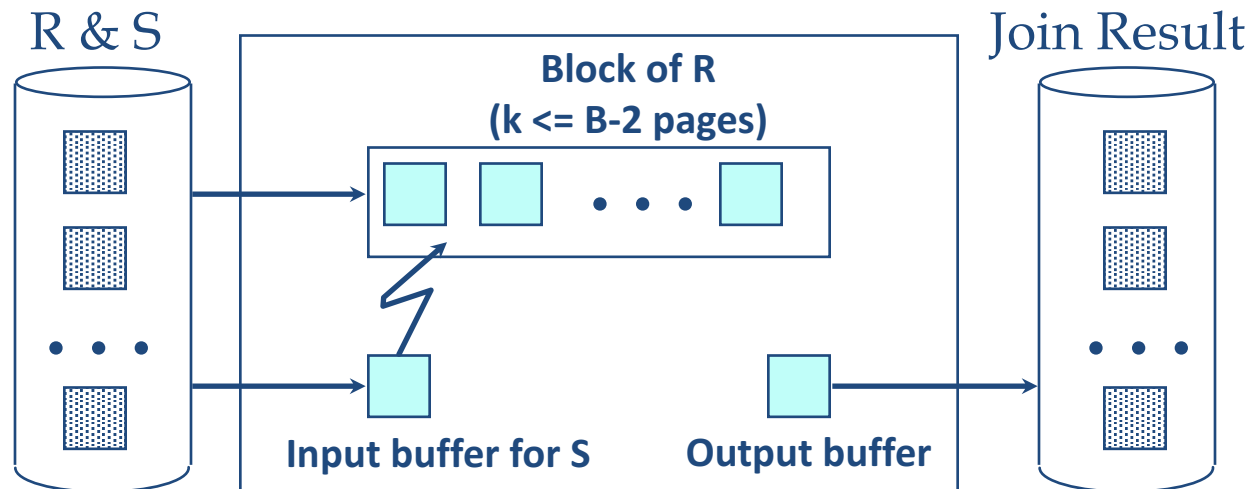 R & S
Join Result
Block of R
(k <= B-2 pages)
• • •
• • •
• • •
Input buffer for S
Output buffer